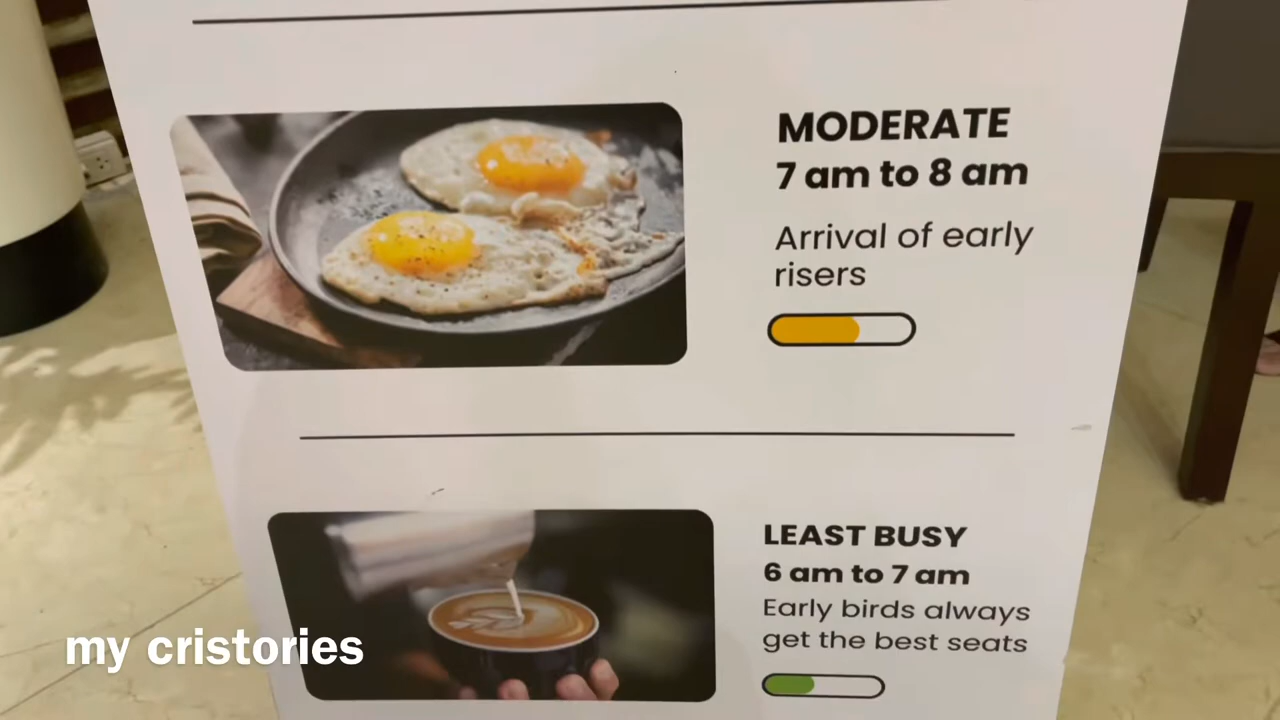 MODERATE
7 am to 8 am
Arrival of early
risers
LEAST BUSY
6 am to 7 am
Early birds always
get the best seats
my cristories